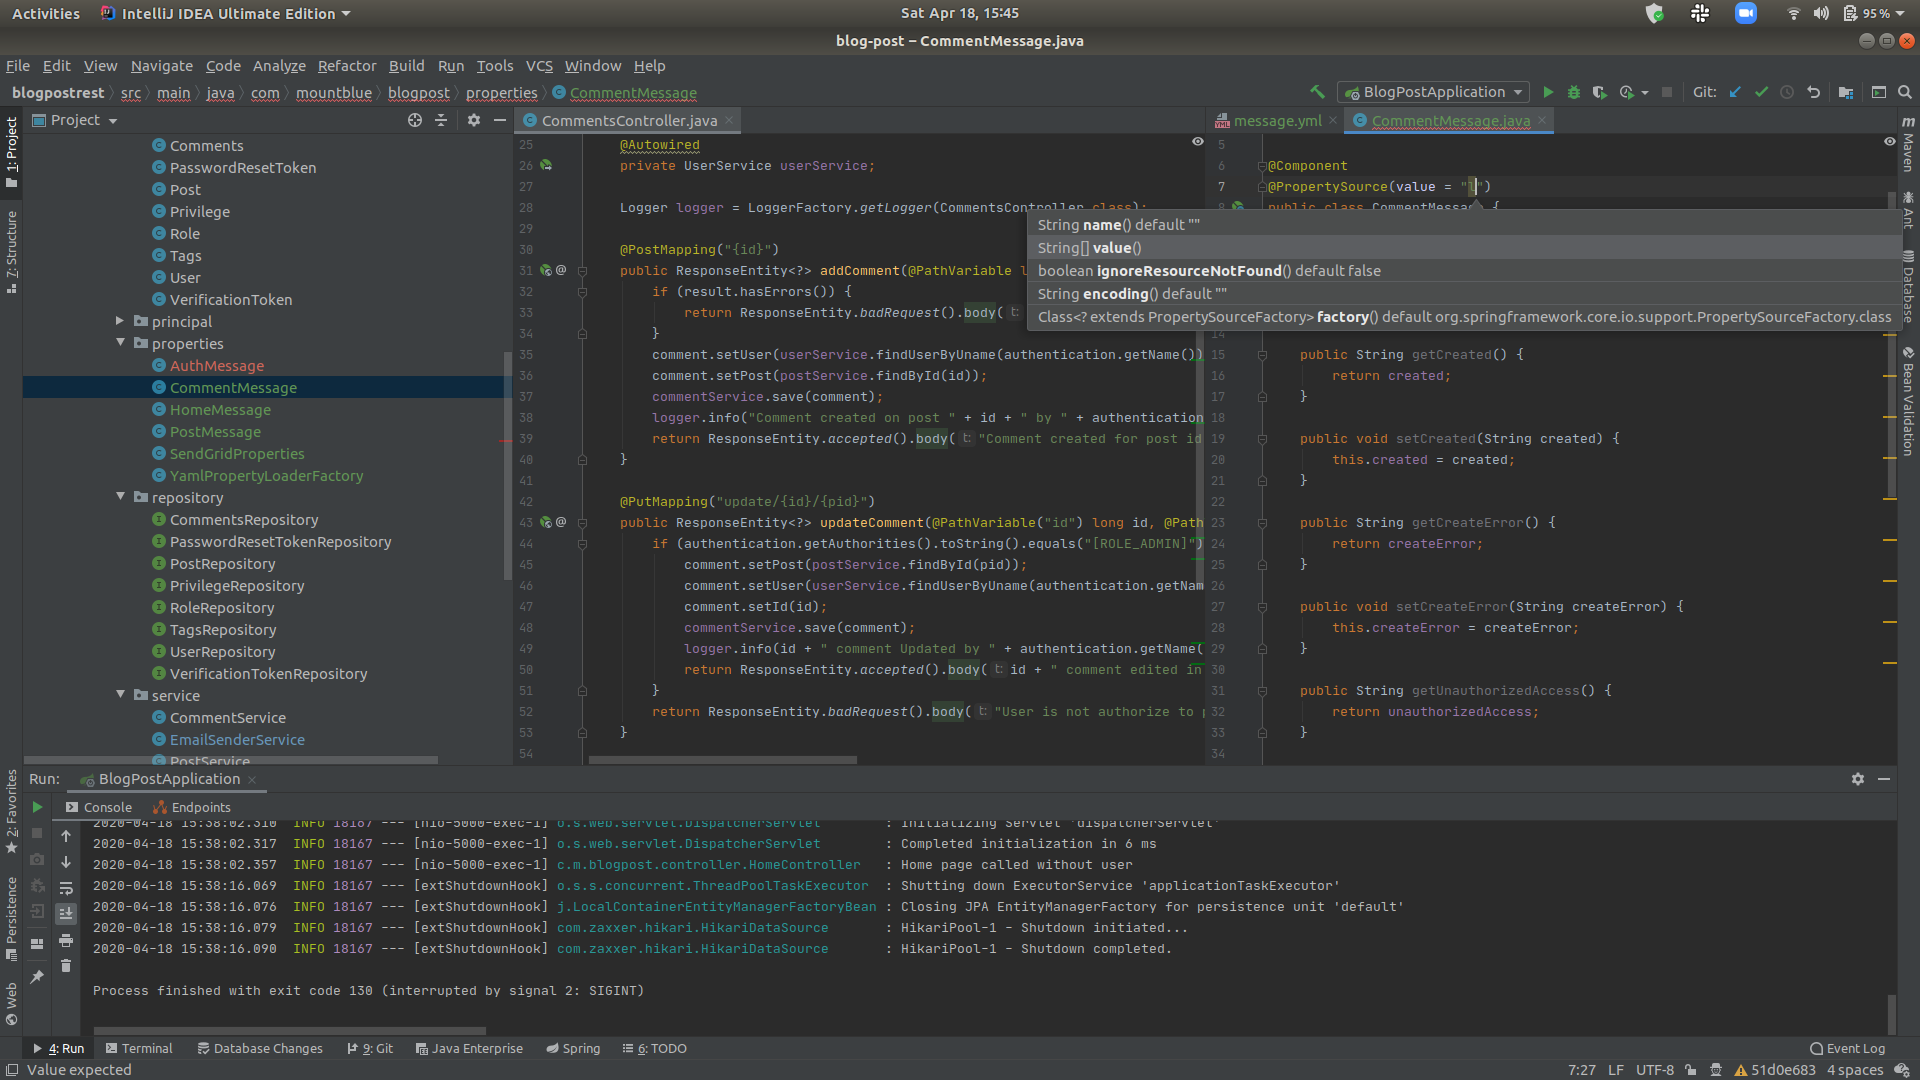 Activities IntelliJ IDEA Ultimate Edition Sat Apr 18, 15:45 95 %
blog-post – CommentMessage.java
File Edit View Navigate Code Analyze Refactor Build Run Tools VCS Window Help
blogpostrest src main java com mountblue blogpost properties CommentMessage BlogPostApplication Git:
1: Project
7: Structure
2: Favorites
Persistence
Web
Project
Comments
PasswordResetToken
Post
Privilege
Role
Tags
User
VerificationToken
principal
properties
AuthMessage
CommentMessage
HomeMessage
PostMessage
SendGridProperties
YamlPropertyLoaderFactory
repository
CommentsRepository
PasswordResetTokenRepository
PostRepository
PrivilegeRepository
RoleRepository
TagsRepository
UserRepository
VerificationTokenRepository
service
CommentService
EmailSenderService
PostService
CommentsController.java
25 @Autowired
26 private UserService userService;
27
28 Logger logger = LoggerFactory.getLogger(CommentsController.class);
29
30 @PostMapping("{id}")
31 @ public ResponseEntity<?> addComment(@PathVariable l
32 if (result.hasErrors()) {
33 return ResponseEntity.badRequest().body( t:
34 }
35 comment.setUser(userService.findUserByUname(authentication.getName())
36 comment.setPost(postService.findById(id));
37 commentService.save(comment);
38 logger.info("Comment created on post " + id + " by " + authentication
39 return ResponseEntity.accepted().body( t: "Comment created for post id
40 }
41
42 @PutMapping("update/{id}/{pid}")
43 @ public ResponseEntity<?> updateComment(@PathVariable("id") long id, @Path
44 if (authentication.getAuthorities().toString().equals("[ROLE_ADMIN]")
45 comment.setPost(postService.findById(pid));
46 comment.setUser(userService.findUserByUname(authentication.getNam
47 comment.setId(id);
48 commentService.save(comment);
49 logger.info(id + " comment Updated by " + authentication.getName(
50 return ResponseEntity.accepted().body( t: id + " comment edited in
51 }
52 return ResponseEntity.badRequest().body( t: "User is not authorize to p
53 }
54
message.yml CommentMessage.java
5
6 @Component
7 @PropertySource(value = "l")
8 public class CommentMessage {
String name() default ""
String[] value()
boolean ignoreResourceNotFound() default false
String encoding() default ""
Class<? extends PropertySourceFactory> factory() default org.springframework.core.io.support.PropertySourceFactory.class
14
15 public String getCreated() {
16 return created;
17 }
18
19 public void setCreated(String created) {
20 this.created = created;
21 }
22
23 public String getCreateError() {
24 return createError;
25 }
26
27 public void setCreateError(String createError) {
28 this.createError = createError;
29 }
30
31 public String getUnauthorizedAccess() {
32 return unauthorizedAccess;
33 }
34
m Maven
Ant
Database
Bean Validation
Run: BlogPostApplication
Console Endpoints
2020-04-18 15:38:02.310 INFO 18167 --- [nio-5000-exec-1] o.s.web.servlet.DispatcherServlet : Initializing Servlet 'dispatcherServlet'
2020-04-18 15:38:02.317 INFO 18167 --- [nio-5000-exec-1] o.s.web.servlet.DispatcherServlet : Completed initialization in 6 ms
2020-04-18 15:38:02.357 INFO 18167 --- [nio-5000-exec-1] c.m.blogpost.controller.HomeController : Home page called without user
2020-04-18 15:38:16.069 INFO 18167 --- [extShutdownHook] o.s.s.concurrent.ThreadPoolTaskExecutor : Shutting down ExecutorService 'applicationTaskExecutor'
2020-04-18 15:38:16.076 INFO 18167 --- [extShutdownHook] j.LocalContainerEntityManagerFactoryBean : Closing JPA EntityManagerFactory for persistence unit 'default'
2020-04-18 15:38:16.079 INFO 18167 --- [extShutdownHook] com.zaxxer.hikari.HikariDataSource : HikariPool-1 - Shutdown initiated...
2020-04-18 15:38:16.090 INFO 18167 --- [extShutdownHook] com.zaxxer.hikari.HikariDataSource : HikariPool-1 - Shutdown completed.
Process finished with exit code 130 (interrupted by signal 2: SIGINT)
4: Run Terminal Database Changes 9: Git Java Enterprise Spring 6: TODO Event Log
Value expected 7:27 LF UTF-8 51d0e683 4 spaces